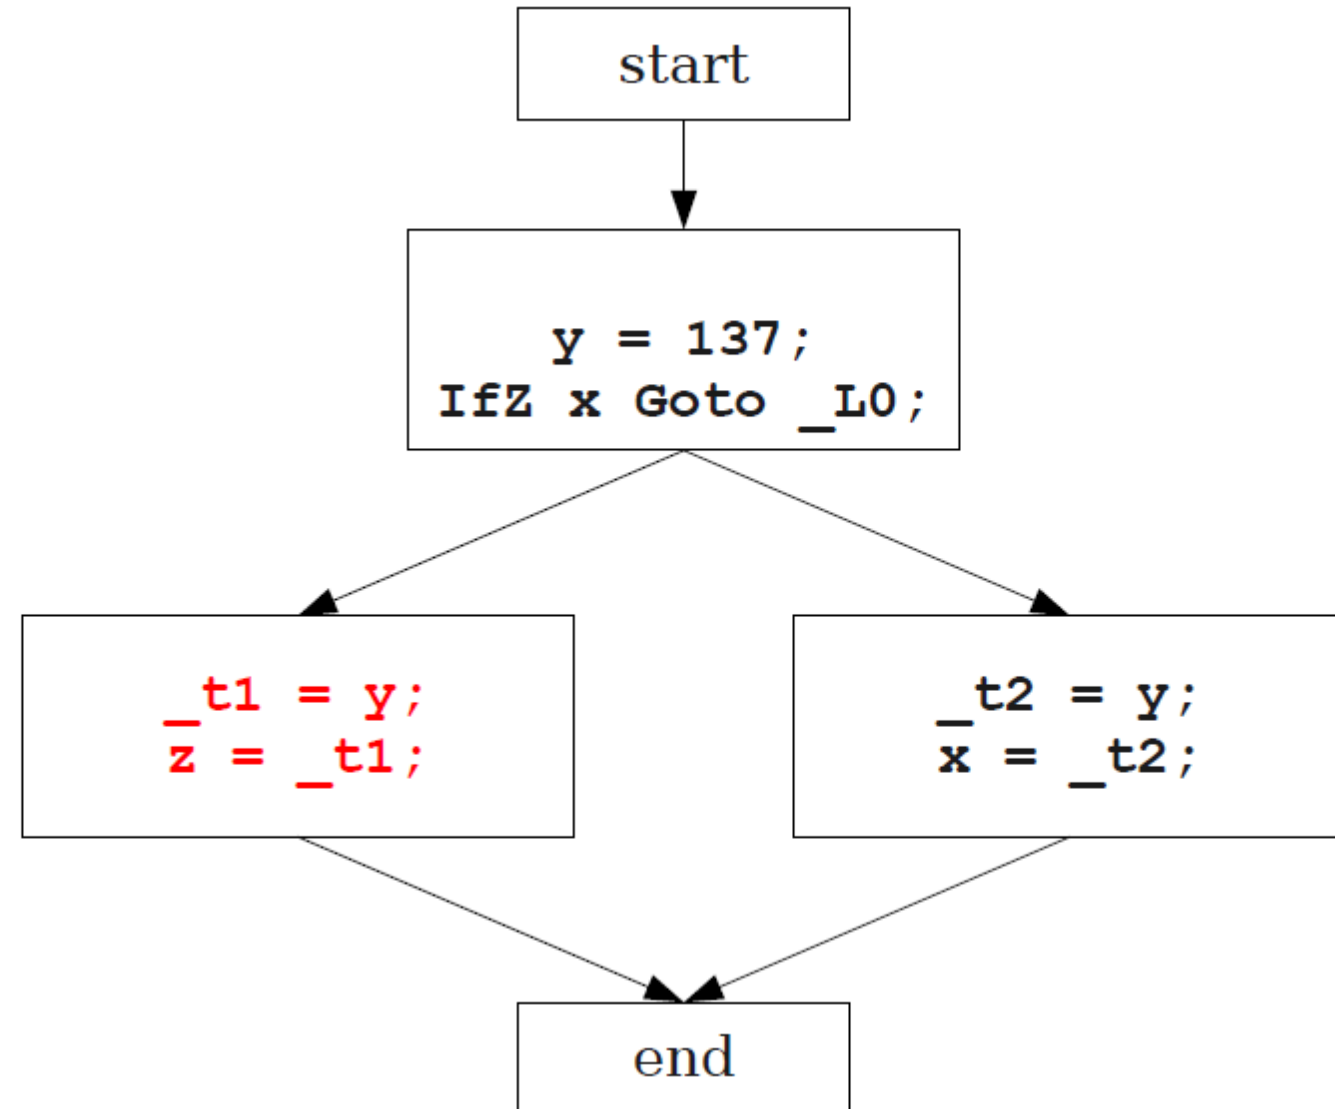 start
y = 137;
IfZ x Goto _L0;
_t1 = y;
z = _t1;
_t2 = y;
x = _t2;
end